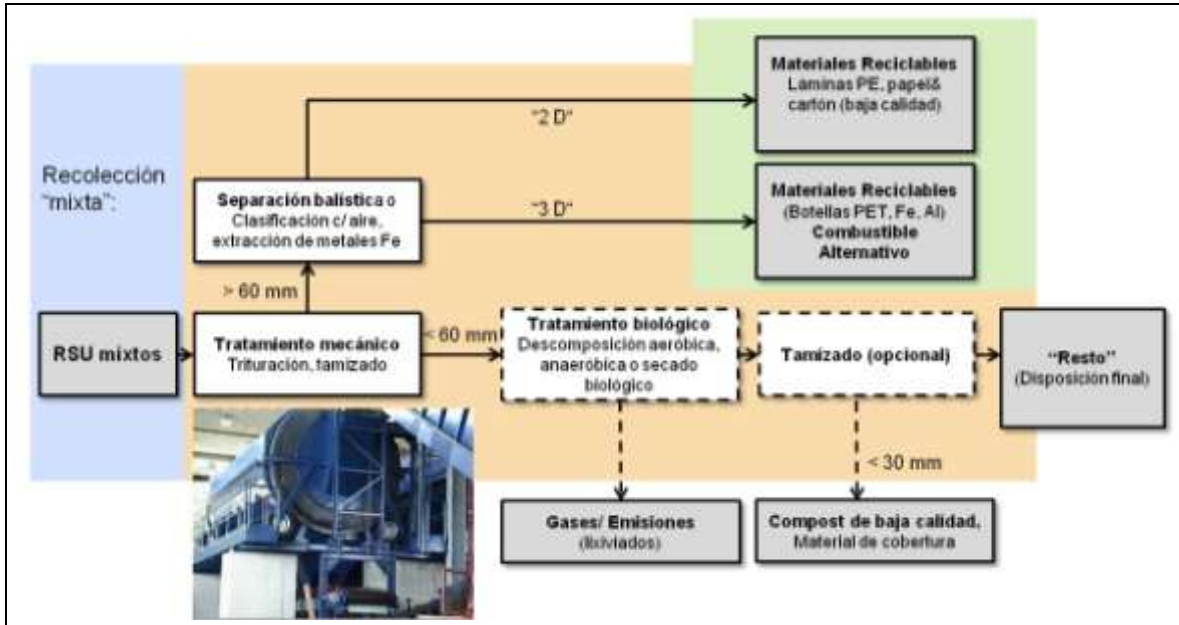 Materiales Reciclables
Laminas PE, papel&
cartón (baja calidad)
"2 D"
Recolección
"mixta":
Separación balística o
Clasificación c/ aire,
extracción de metales Fe
"3 D"
Materiales Reciclables
(Botellas PET, Fe, Al)
Combustible
Alternativo
> 60 mm
RSU mixtos
Tratamiento mecánico
Trituración, tamizado
< 60 mm
Tratamiento biológico
Descomposición aeróbica,
anaeróbica o secado
biológico
Tamizado (opcional)
"Resto"
(Disposición final)
< 30 mm
Gases/ Emisiones
(lixiviados)
Compost de baja calidad,
Material de cobertura